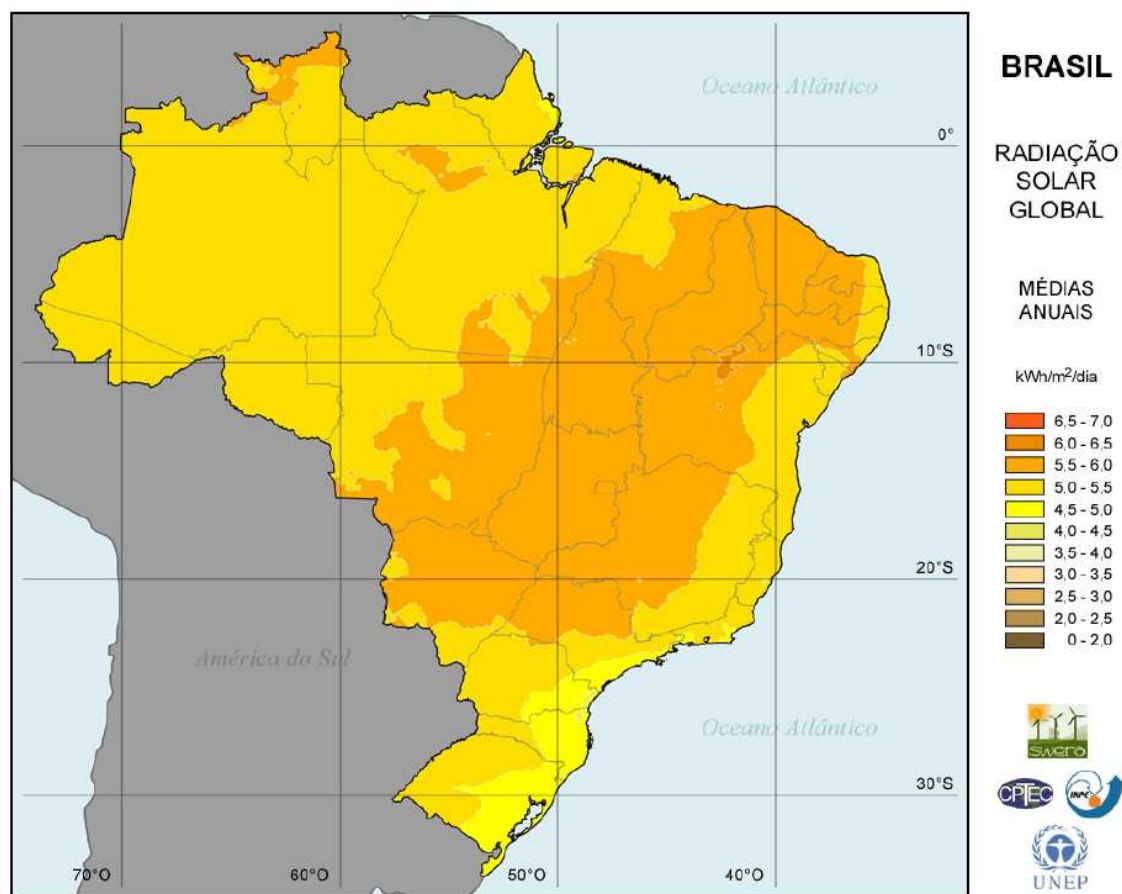 BRASIL
RADIAÇÃO
SOLAR
GLOBAL
MÉDIAS
ANUAIS
kWh/m²/dia
6,5 - 7,0
6,0 - 6,5
5,5 - 6,0
5,0 - 5,5
4,5 - 5,0
4,0 - 4,5
3,5 - 4,0
3,0 - 3,5
2,5 - 3,0
2,0 - 2,5
0 - 2,0
swera
CPTEC
INPE
UNEP
Oceano Atlântico
0°
10°S
20°S
América do Sul
Oceano Atlântico
30°S
70°O
60°O
50°O
40°O